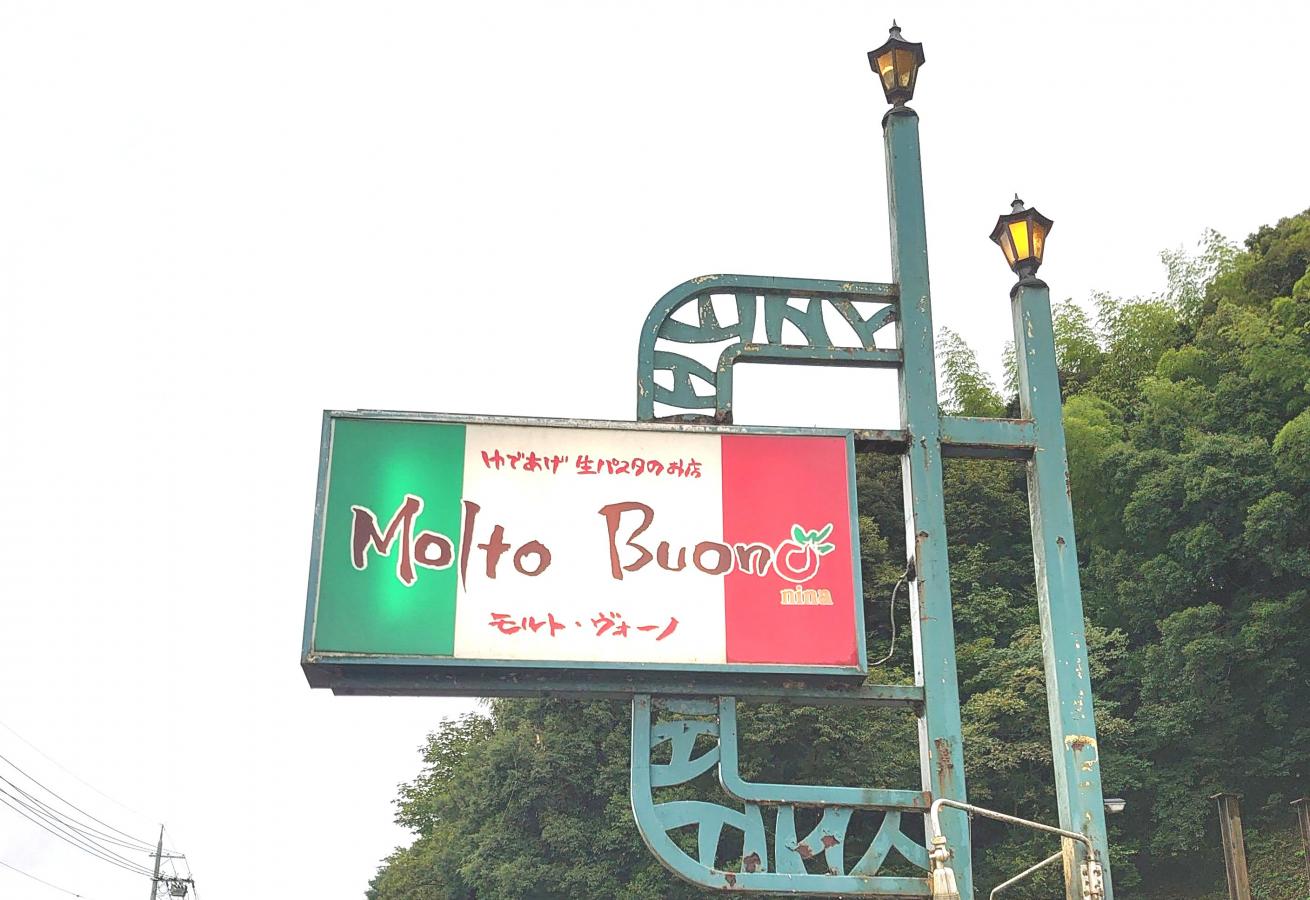 ゆであげ 生パスタのお店
Molto Buono
nina
モルト・ヴォーノ